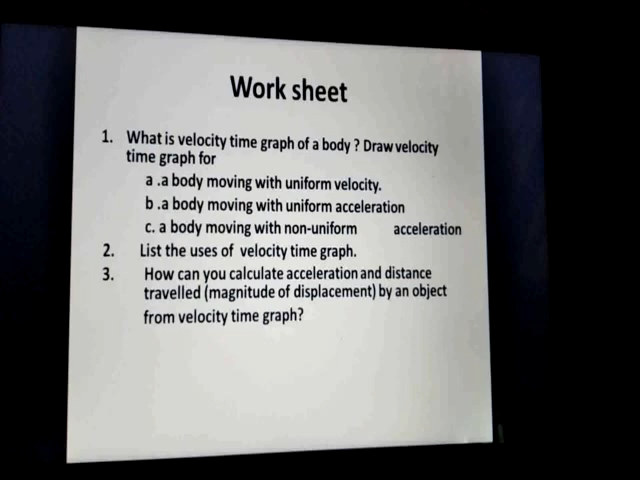 Work sheet
1. What is velocity time graph of a body ? Draw velocity
time graph for
a .a body moving with uniform velocity.
b .a body moving with uniform acceleration
c. a body moving with non-uniform acceleration
2. List the uses of velocity time graph.
3. How can you calculate acceleration and distance
travelled (magnitude of displacement) by an object
from velocity time graph?